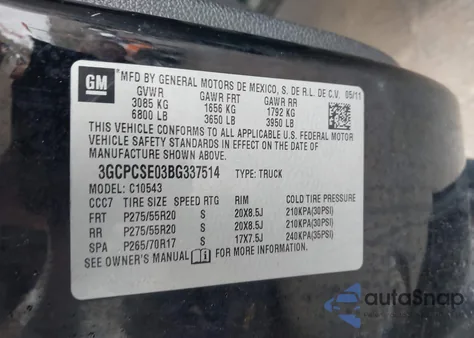 GM *MFD BY GENERAL MOTORS DE MEXICO, S. DE R.L. DE C.V. 05/11
GVWR GAWR FRT GAWR RR
3085 KG 1656 KG 1792 KG
6800 LB 3650 LB 3950 LB
THIS VEHICLE CONFORMS TO ALL APPLICABLE U.S. FEDERAL MOTOR
VEHICLE SAFETY STANDARDS IN EFFECT ON THE DATE OF
MANUFACTURE SHOWN ABOVE.
3GCPCSE03BG337514 TYPE: TRUCK
MODEL: C10543
CCC7 TIRE SIZE SPEED RTG RIM COLD TIRE PRESSURE
FRT P275/55R20 S 20X8.5J 210KPA(30PSI)
RR P275/55R20 S 20X8.5J 210KPA(30PSI)
SPA P265/70R17 S 17X7.5J 240KPA(35PSI)
SEE OWNER'S MANUAL FOR MORE INFORMATION.
autoSnap